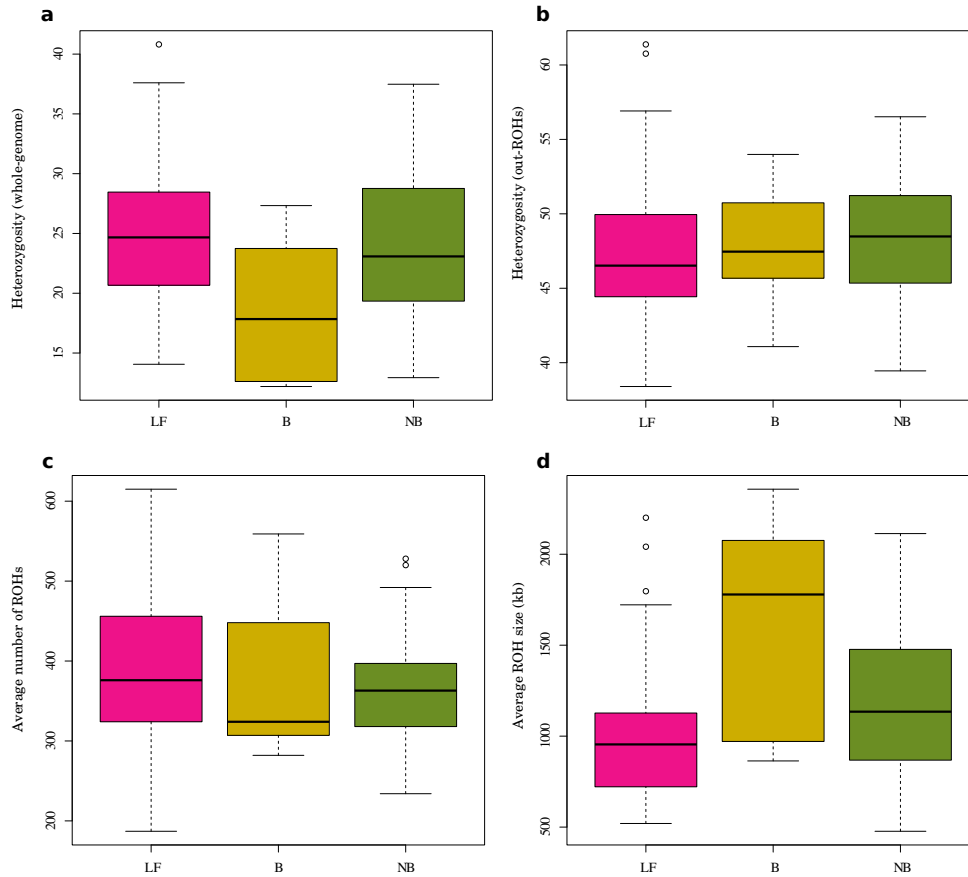 a
Heterozygosity (whole-genome)
40
35
30
25
20
15
LF
B
NB
b
Heterozygosity (out-ROHs)
60
55
50
45
40
LF
B
NB
c
Average number of ROHs
600
500
400
300
200
LF
B
NB
d
Average ROH size (kb)
2000
1500
1000
500
LF
B
NB